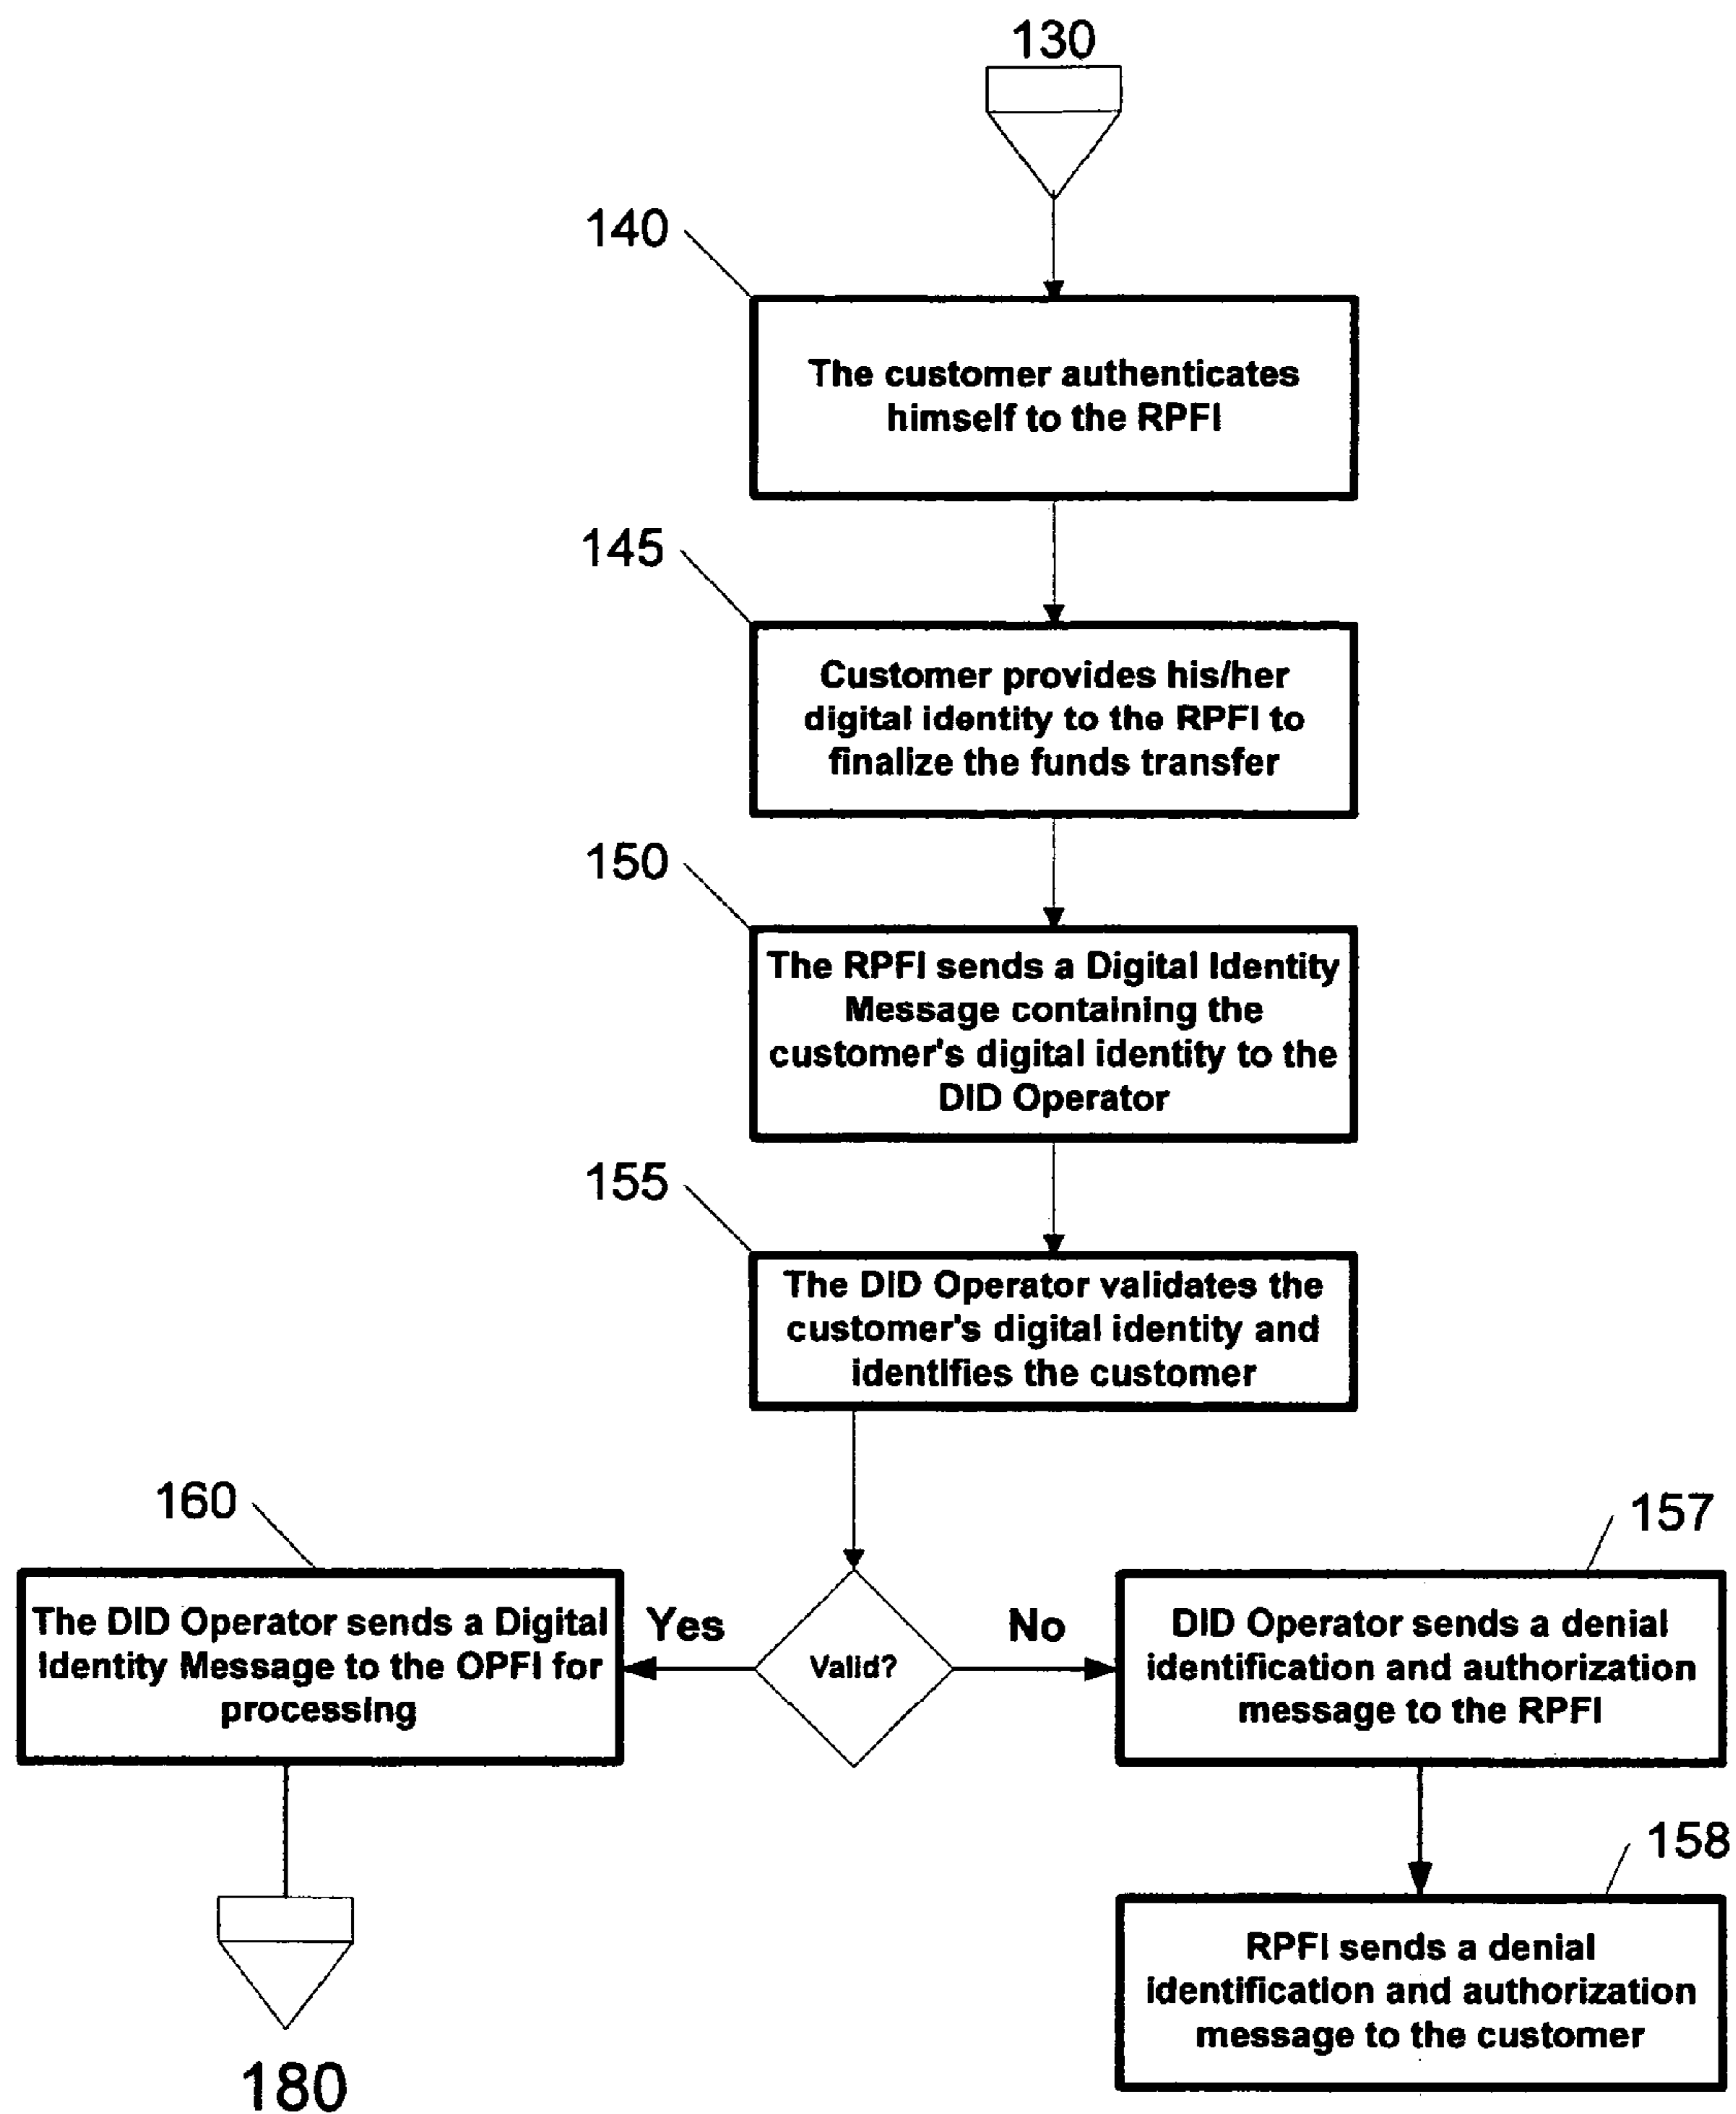 130
140
The customer authenticates
himself to the RPFI
145
Customer provides his/her
digital identity to the RPFI to
finalize the funds transfer
150
The RPFI sends a Digital Identity
Message containing the
customer's digital identity to the
DID Operator
155
The DID Operator validates the
customer's digital identity and
identifies the customer
160
The DID Operator sends a Digital
Identity Message to the OPFI for
processing
Yes
Valid?
No
157
DID Operator sends a denial
identification and authorization
message to the RPFI
158
RPFI sends a denial
identification and authorization
message to the customer
180